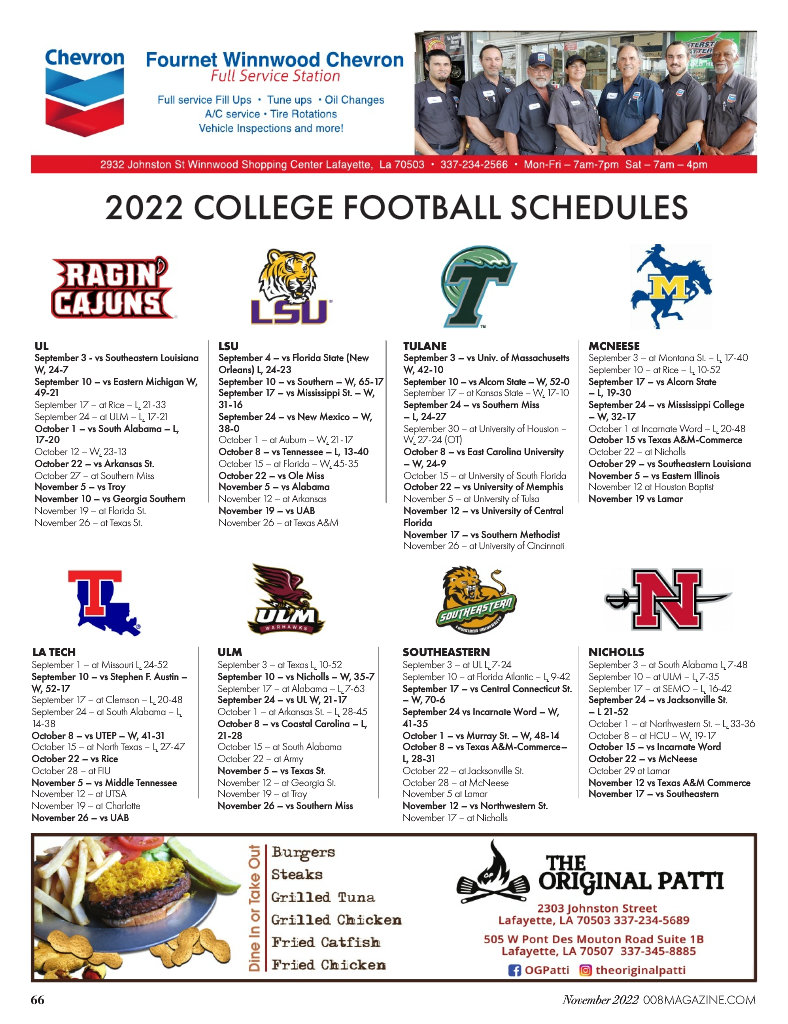 Chevron
Fournet Winnwood Chevron
Full Service Station
Full service Fill Ups • Tune ups • Oil Changes
A/C service • Tire Rotations
Vehicle Inspections and more!
2932 Johnston St Winnwood Shopping Center Lafayette, La 70503 • 337-234-2566 • Mon-Fri – 7am-7pm Sat – 7am – 4pm
2022 COLLEGE FOOTBALL SCHEDULES
RAGIN'
CAJUNS
UL
September 3 - vs Southeastern Louisiana
W, 24-7
September 10 – vs Eastern Michigan W,
49-21
September 17 – at Rice – L, 21-33
September 24 – at ULM – L, 17-21
October 1 – vs South Alabama – L,
17-20
October 12 – W, 23-13
October 22 – vs Arkansas St.
October 27 – at Southern Miss
November 5 – vs Troy
November 10 – vs Georgia Southern
November 19 – at Florida St.
November 26 – at Texas St.
LSU
LSU
September 4 – vs Florida State (New
Orleans) L, 24-23
September 10 – vs Southern – W, 65-17
September 17 – vs Mississippi St. – W,
31-16
September 24 – vs New Mexico – W,
38-0
October 1 – at Auburn – W, 21-17
October 8 – vs Tennessee – L, 13-40
October 15 – at Florida – W, 45-35
October 22 – vs Ole Miss
November 5 – vs Alabama
November 12 – at Arkansas
November 19 – vs UAB
November 26 – at Texas A&M
T
TULANE
September 3 – vs Univ. of Massachusetts
W, 42-10
September 10 – vs Alcorn State – W, 52-0
September 17 – at Kansas State – W, 17-10
September 24 – vs Southern Miss
– L, 24-27
September 30 – at University of Houston –
W, 27-24 (OT)
October 8 – vs East Carolina University
– W, 24-9
October 15 – at University of South Florida
October 22 – vs University of Memphis
November 5 – at University of Tulsa
November 12 – vs University of Central
Florida
November 17 – vs Southern Methodist
November 26 – at University of Cincinnati
M
MCNEESE
September 3 – at Montana St. – L, 17-40
September 10 – at Rice – L, 10-52
September 17 – vs Alcorn State
– L, 19-30
September 24 – vs Mississippi College
– W, 32-17
October 1 at Incarnate Word – L, 20-48
October 15 vs Texas A&M-Commerce
October 22 – at Nicholls
October 29 – vs Southeastern Louisiana
November 5 – vs Eastern Illinois
November 12 at Houston Baptist
November 19 vs Lamar
T
LA TECH
September 1 – at Missouri L, 24-52
September 10 – vs Stephen F. Austin –
W, 52-17
September 17 – at Clemson – L, 20-48
September 24 – at South Alabama – L,
14-38
October 8 – vs UTEP – W, 41-31
October 15 – at North Texas – L, 27-47
October 22 – vs Rice
October 28 – at FIU
November 5 – vs Middle Tennessee
November 12 – at UTSA
November 19 – at Charlotte
November 26 – vs UAB
ULM
WARHAWKS
ULM
September 3 – at Texas L, 10-52
September 10 – vs Nicholls – W, 35-7
September 17 – at Alabama – L, 7-63
September 24 – vs UL W, 21-17
October 1 – at Arkansas St. – L, 28-45
October 8 – vs Coastal Carolina – L,
21-28
October 15 – at South Alabama
October 22 – at Army
November 5 – vs Texas St.
November 12 – at Georgia St.
November 19 – at Troy
November 26 – vs Southern Miss
SOUTHEASTERN
SOUTHEASTERN
September 3 – at UL L, 7-24
September 10 – at Florida Atlantic – L, 9-42
September 17 – vs Central Connecticut St.
– W, 70-6
September 24 vs Incarnate Word – W,
41-35
October 1 – vs Murray St. – W, 48-14
October 8 – vs Texas A&M-Commerce–
L, 28-31
October 22 – at Jacksonville St.
October 28 – at McNeese
November 5 at Lamar
November 12 – vs Northwestern St.
November 17 – at Nicholls
N
NICHOLLS
September 3 – at South Alabama L, 7-48
September 10 – at ULM – L, 7-35
September 17 – at SEMO – L, 16-42
September 24 – vs Jacksonville St.
– L 21-52
October 1 – at Northwestern St. – L, 33-36
October 8 – at HCU – W, 19-17
October 15 – vs Incarnate Word
October 22 – vs McNeese
October 29 at Lamar
November 12 vs Texas A&M Commerce
November 17 – vs Southeastern
Dine In or Take Out
Burgers
Steaks
Grilled Tuna
Grilled Chicken
Fried Catfish
Fried Chicken
THE
ORIGINAL PATTI
2303 Johnston Street
Lafayette, LA 70503 337-234-5689
505 W Pont Des Mouton Road Suite 1B
Lafayette, LA 70507 337-345-8885
OGPatti theoriginalpatti
66
November 2022 008MAGAZINE.COM